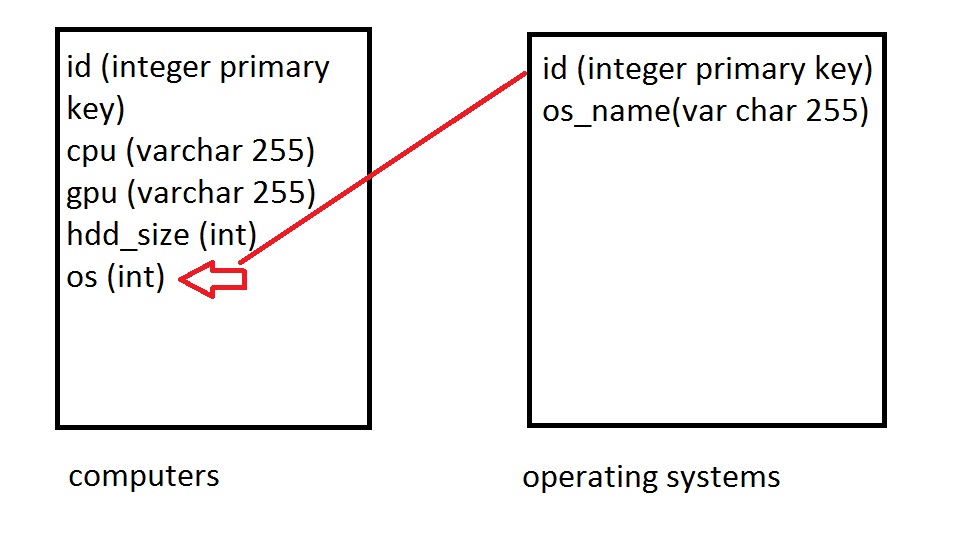 id (integer primary
key)
cpu (varchar 255)
gpu (varchar 255)
hdd_size (int)
os (int)
computers
id (integer primary key)
os_name(var char 255)
operating systems